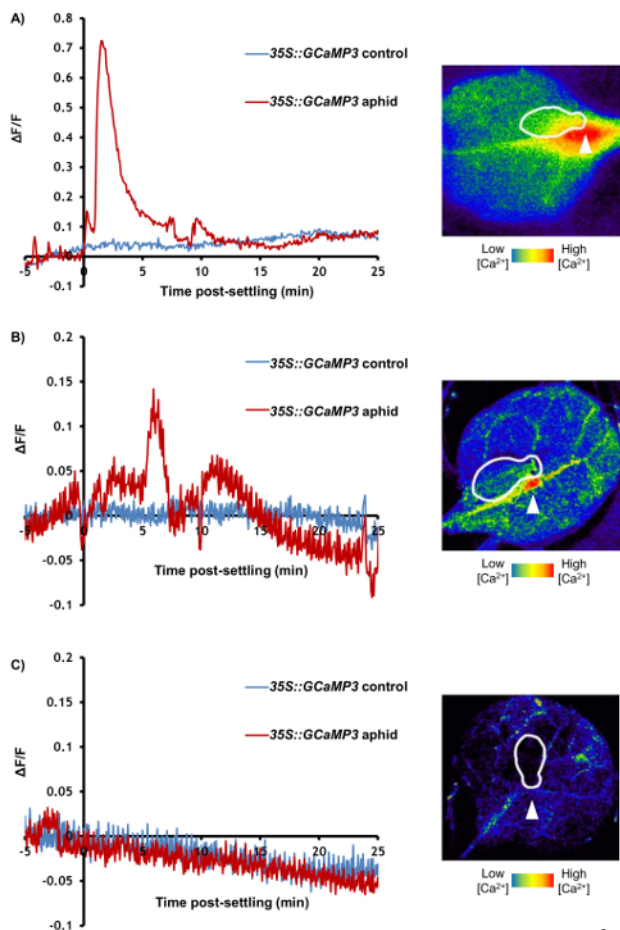 A)
0.8
0.7
0.6
0.5
0.4
0.3
0.2
0.1
0
-0.1
ΔF/F
-5 0 5 10 15 20 25
Time post-settling (min)
35S::GCaMP3 control
35S::GCaMP3 aphid
Low High
[Ca²⁺] [Ca²⁺]
B)
0.2
0.15
0.1
0.05
0
-0.05
-0.1
ΔF/F
-5 0 5 10 15 20 25
Time post-settling (min)
35S::GCaMP3 control
35S::GCaMP3 aphid
Low High
[Ca²⁺] [Ca²⁺]
C)
0.2
0.15
0.1
0.05
0
-0.05
-0.1
ΔF/F
-5 0 5 10 15 20 25
Time post-settling (min)
35S::GCaMP3 control
35S::GCaMP3 aphid
Low High
[Ca²⁺] [Ca²⁺]